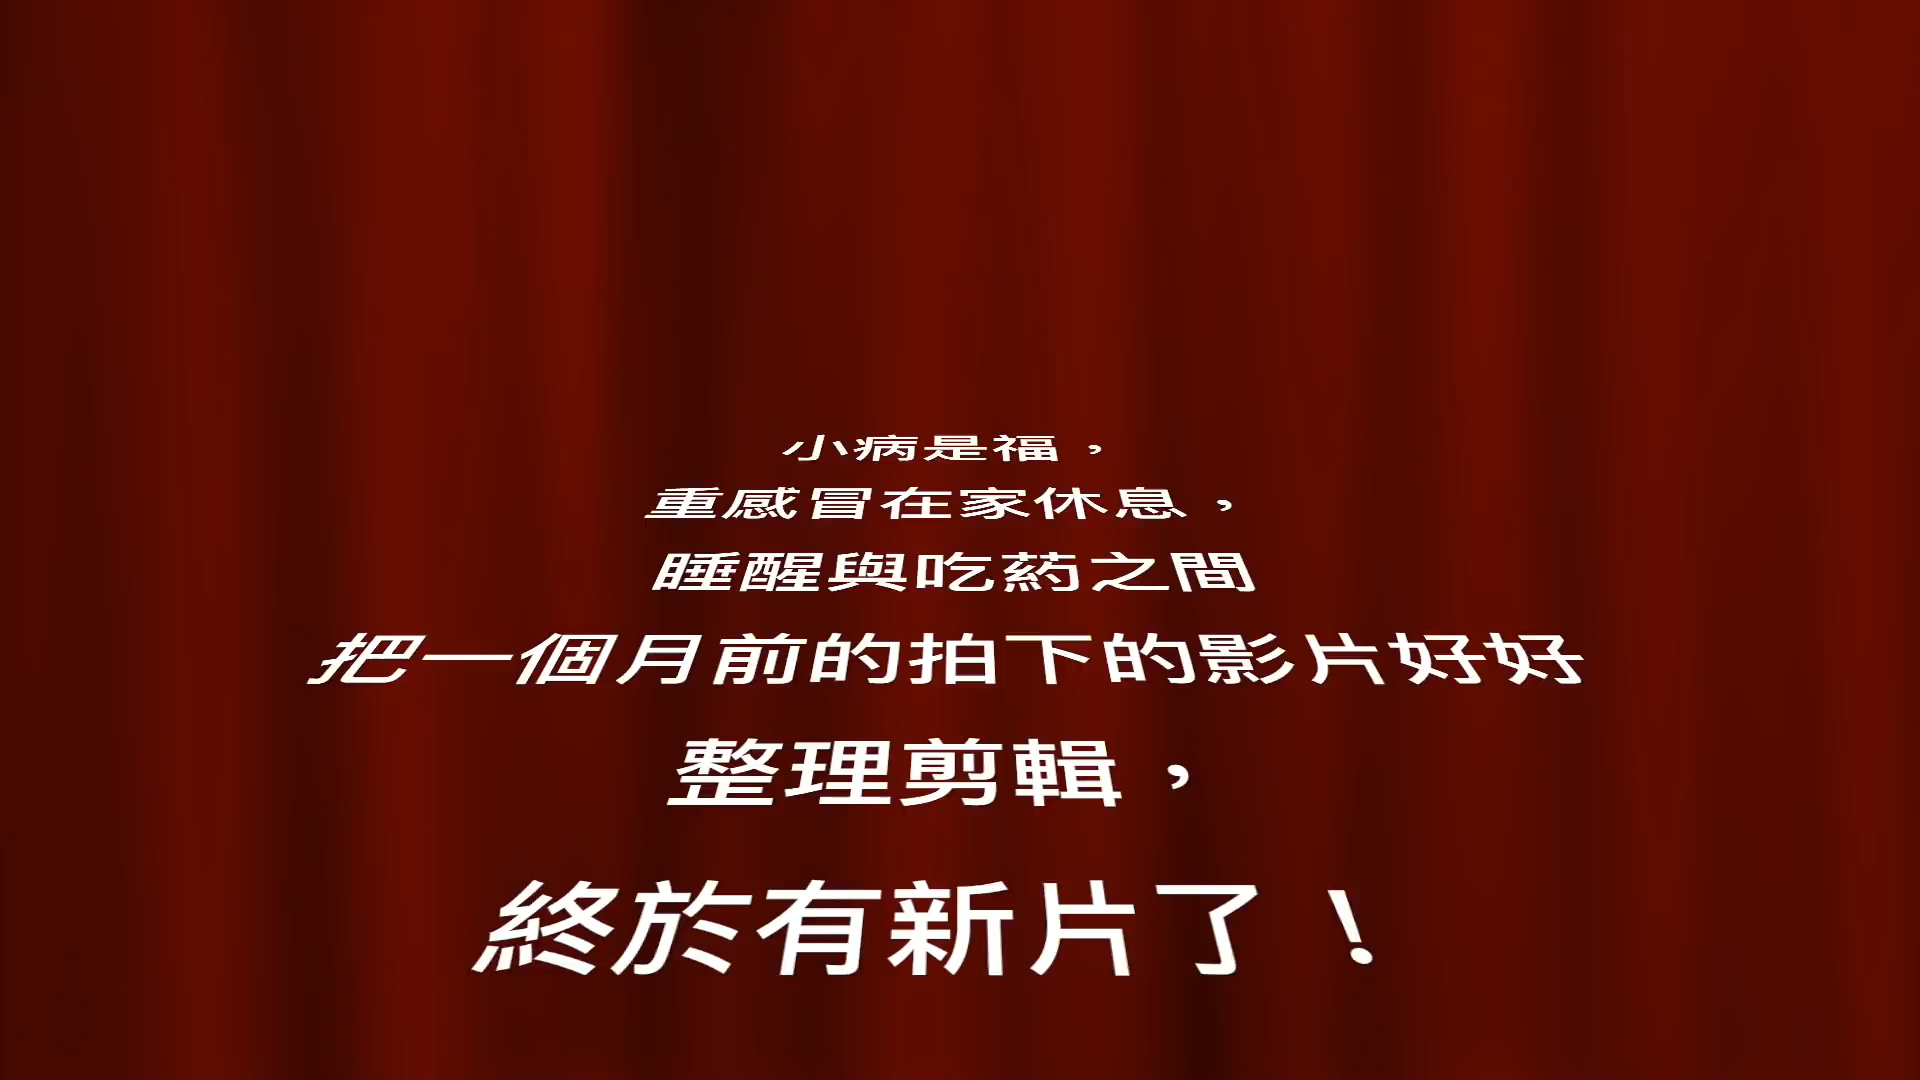 小病是福，
重感冒在家休息，
睡醒與吃葯之間
把一個月前的拍下的影片好好
整理剪輯，
終於有新片了！